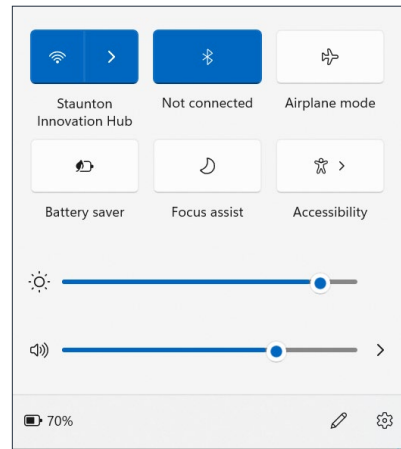 Staunton
Innovation Hub
Not connected
Airplane mode
Battery saver
Focus assist
Accessibility
70%